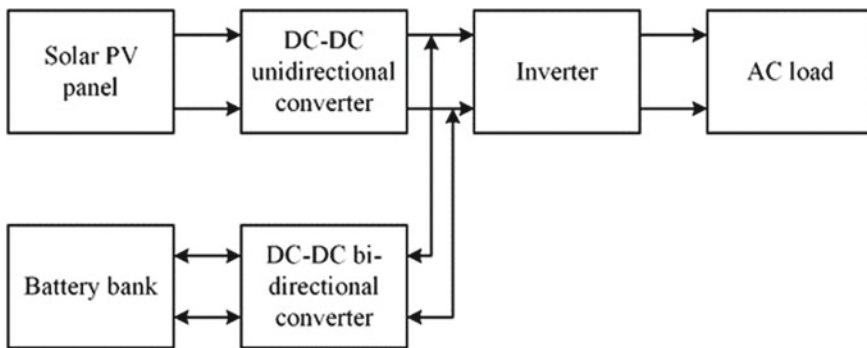 Solar PV
panel
DC-DC
unidirectional
converter
Inverter
AC load
Battery bank
DC-DC bi-
directional
converter